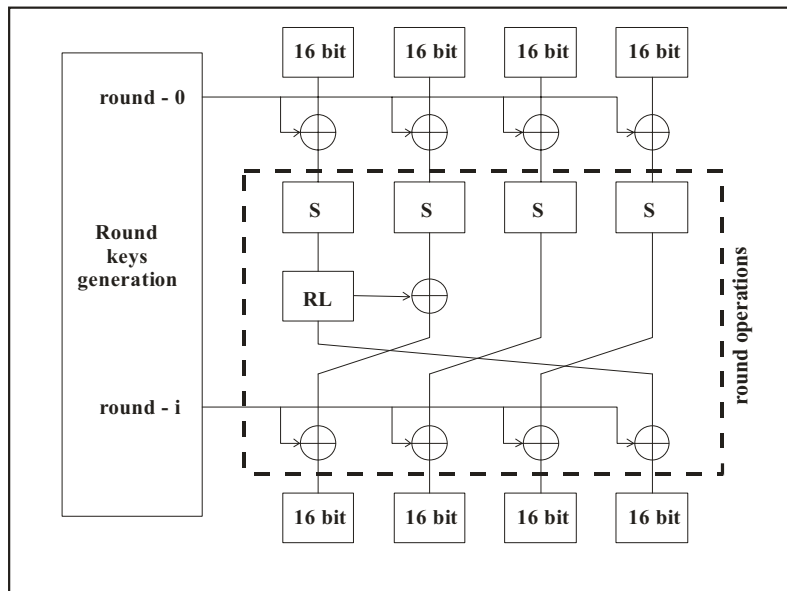 16 bit 16 bit 16 bit 16 bit
round - 0
S S S S
Round
keys
generation
RL
round operations
round - i
16 bit 16 bit 16 bit 16 bit